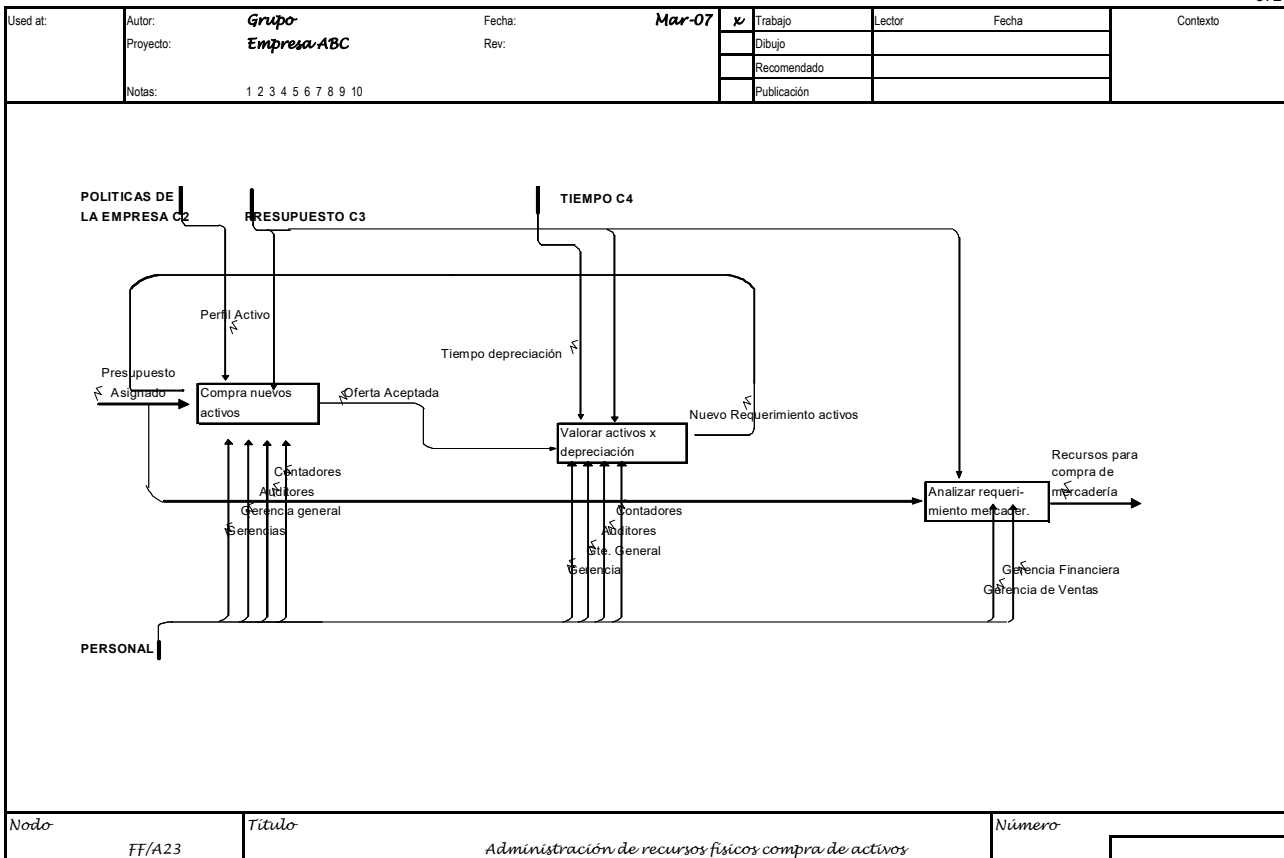 Used at:
Autor:
Grupo
Fecha:
Mar-07
x
Trabajo
Lector
Fecha
Contexto
Proyecto:
Empresa ABC
Rev:
Dibujo
Recomendado
Notas:
1 2 3 4 5 6 7 8 9 10
Publicación
POLITICAS DE
LA EMPRESA C2
PRESUPUESTO C3
TIEMPO C4
Perfil Activo
Tiempo depreciación
Presupuesto
Asignado
Compra nuevos
activos
Oferta Aceptada
Nuevo Requerimiento activos
Valorar activos x
depreciación
Recursos para
compra de
mercadería
Analizar requeri-
miento mercader.
Contadores
Auditores
Gerencia general
Gerencias
Contadores
Auditores
Gte. General
Gerencia
Gerencia Financiera
Gerencia de Ventas
PERSONAL
Nodo
Título
Número
FF/A23
Administración de recursos físicos compra de activos